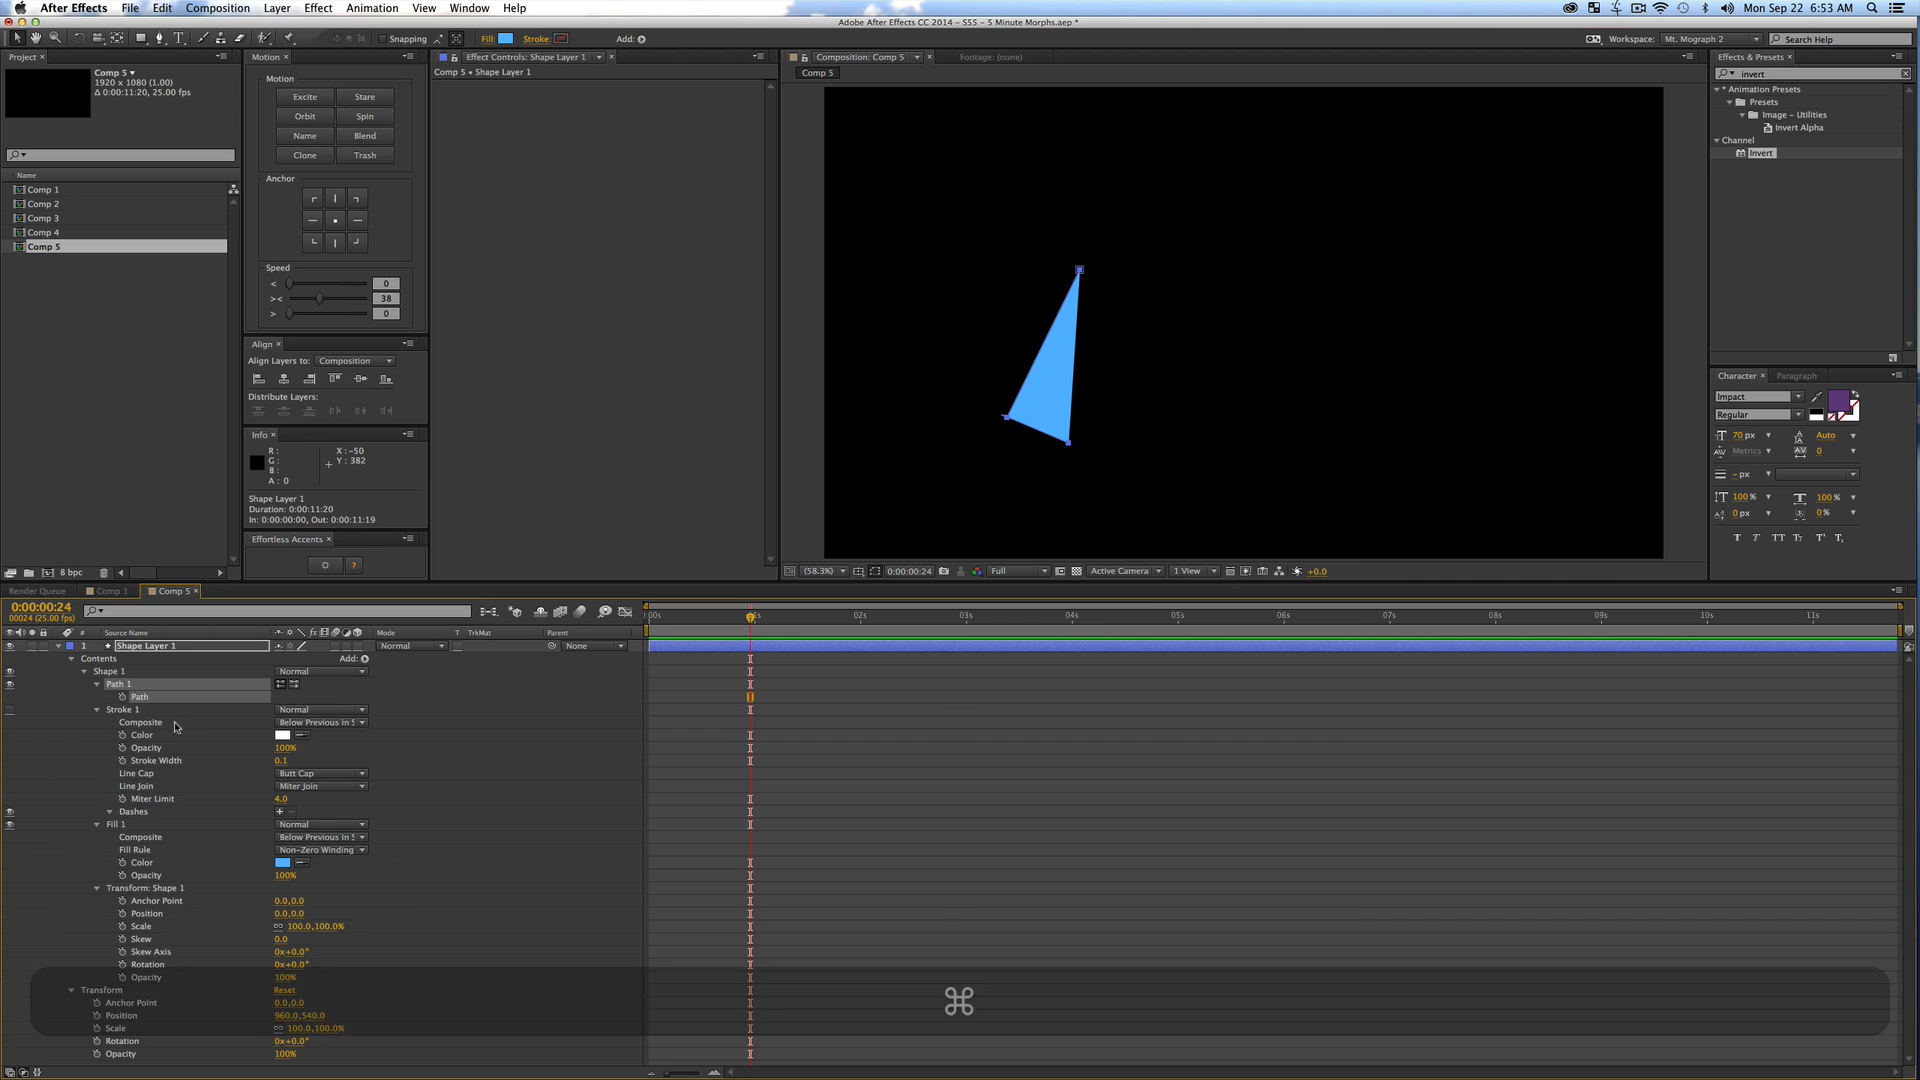 After Effects File Edit Composition Layer Effect Animation View Window Help Mon Sep 22 6:53 AM
Adobe After Effects CC 2014 - S55 - 5 Minute Morphs.aep *
Snapping Fill: Stroke: Add: Workspace: Mt. Mograph 2 Search Help
Project × Motion × Effect Controls: Shape Layer 1 × Composition: Comp 5 × Footage: (none) Effects & Presets ×
Comp 5 • Shape Layer 1
Comp 5
Comp 5
1920 x 1080 (1.00)
Δ 0:00:11:20, 25.00 fps
Name
Comp 1
Comp 2
Comp 3
Comp 4
Comp 5
8 bpc
Motion
Excite Stare
Orbit Spin
Name Blend
Clone Trash
Anchor
Speed
< 0
>< 38
> 0
Align ×
Align Layers to: Composition
Distribute Layers:
Info ×
R: X: -50
G: Y: 382
B:
A: 0
Shape Layer 1
Duration: 0:00:11:20
In: 0:00:00:00, Out: 0:00:11:19
Effortless Accents ×
?
(58.3%) 0:00:00:24 Full Active Camera 1 View +0.0
invert
* Animation Presets
Presets
Image - Utilities
Invert Alpha
Channel
Invert
Character × Paragraph
Impact
Regular
70 px Auto
Metrics 0
- px
100 % 100 %
0 px 0 %
T T TT Tr T¹ T₁
Render Queue Comp 1 Comp 5 ×
0:00:00:24
00024 (25.00 fps)
:00s 1s 02s 03s 04s 05s 06s 07s 08s 09s 10s 11s
# Source Name Mode T TrkMat Parent
1 Shape Layer 1 Normal None
Contents Add:
Shape 1 Normal
Path 1
Path
Stroke 1 Normal
Composite Below Previous in S
Color
Opacity 100%
Stroke Width 0.1
Line Cap Butt Cap
Line Join Miter Join
Miter Limit 4.0
Dashes + -
Fill 1 Normal
Composite Below Previous in S
Fill Rule Non-Zero Winding
Color
Opacity 100%
Transform: Shape 1
Anchor Point 0.0,0.0
Position 0.0,0.0
Scale 100.0,100.0%
Skew 0.0
Skew Axis 0x+0.0°
Rotation 0x+0.0°
Opacity 100%
Transform Reset
Anchor Point 0.0,0.0
Position 960.0,540.0
Scale 100.0,100.0%
Rotation 0x+0.0°
Opacity 100%
⌘